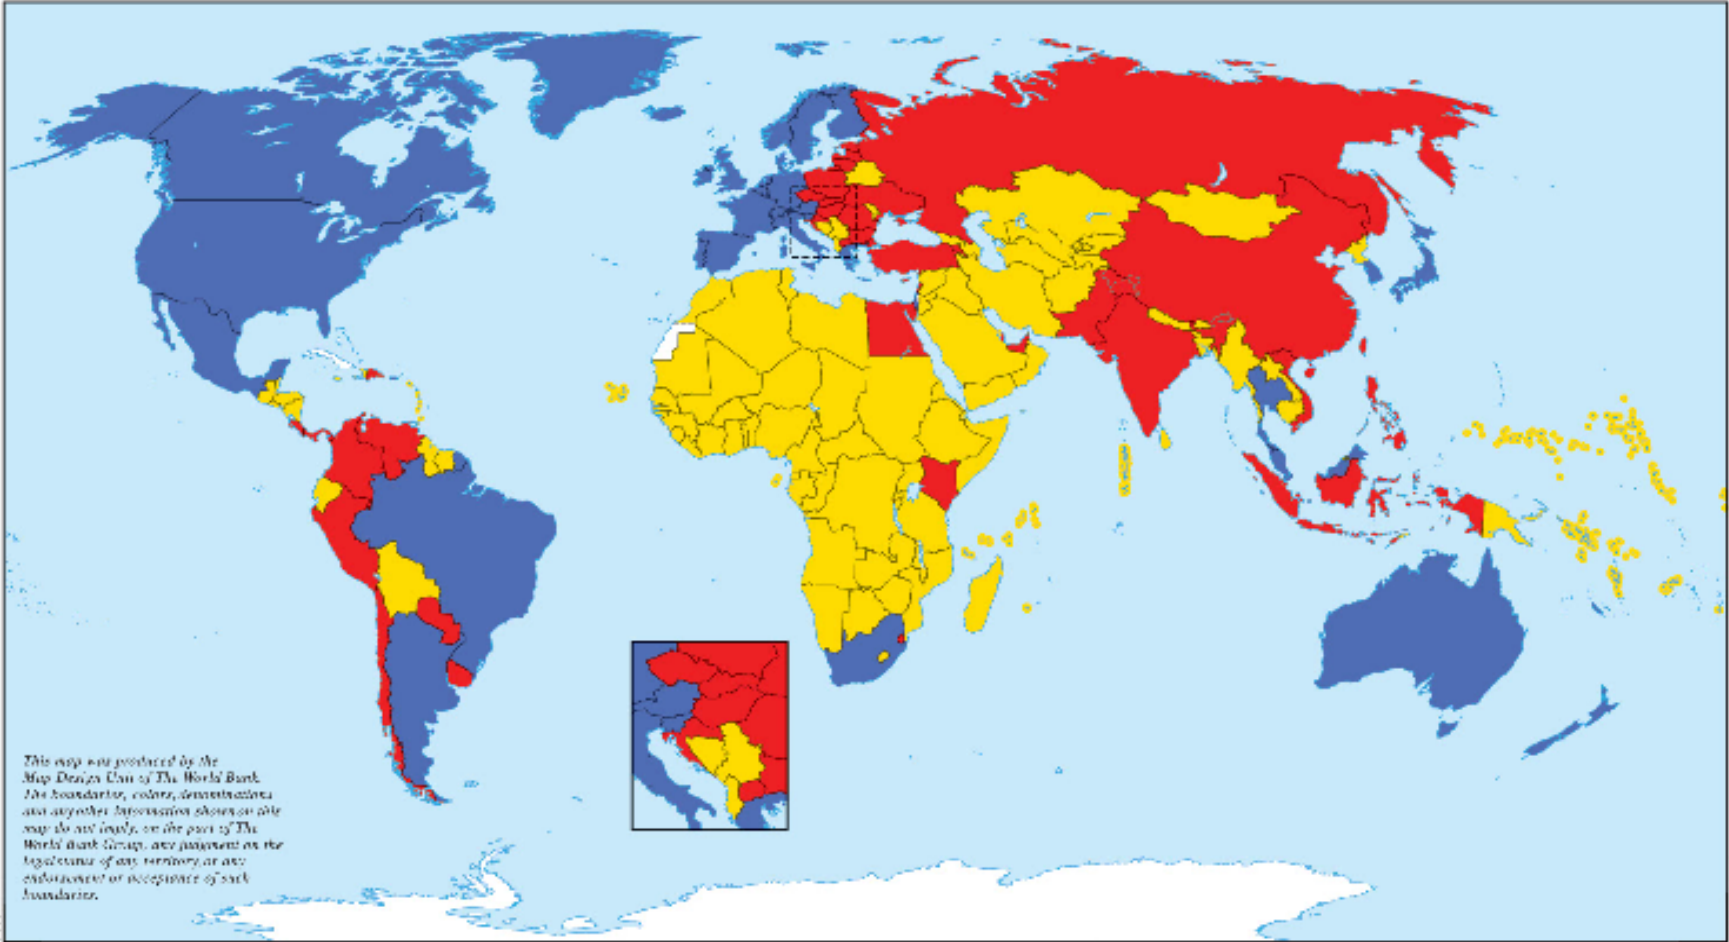 This map was produced by the
Map Design Unit of The World Bank.
The boundaries, colors, denominations
and any other information shown on this
map do not imply, on the part of The
World Bank Group, any judgment on the
legal status of any territory, or any
endorsement or acceptance of such
boundaries.